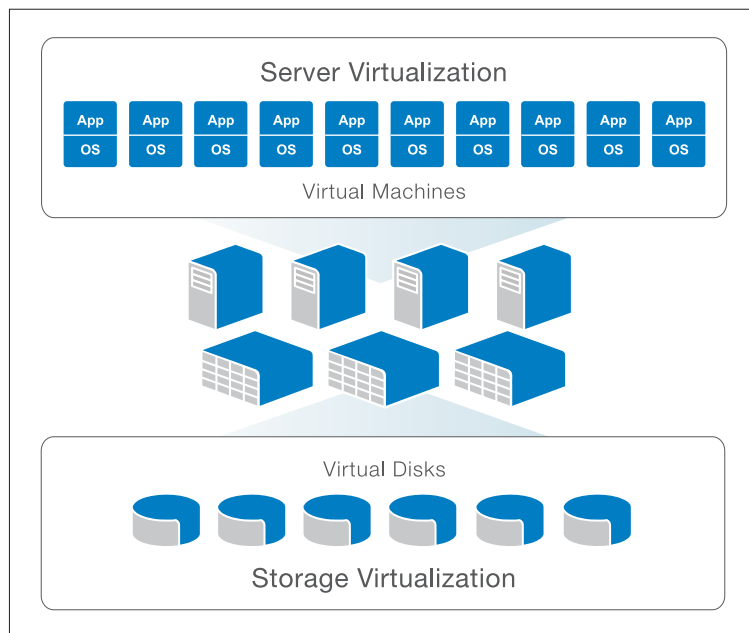 Server Virtualization
App App App App App App App App App App
OS OS OS OS OS OS OS OS OS OS
Virtual Machines
Virtual Disks
Storage Virtualization